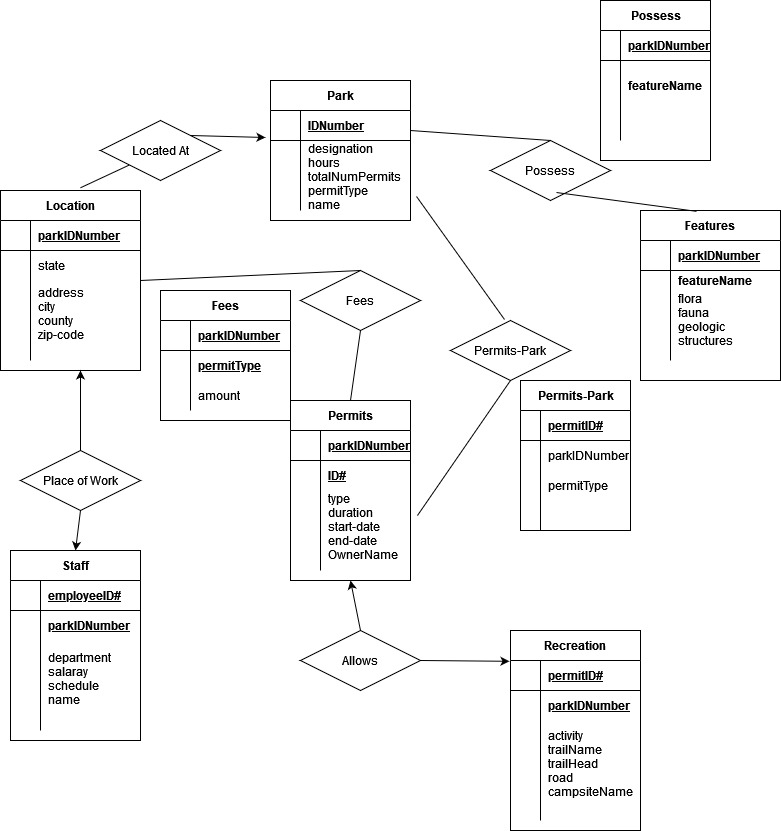 Possess
parkIDNumber
featureName
Park
IDNumber
designation
hours
totalNumPermits
permitType
name
Located At
Possess
Location
parkIDNumber
state
address
city
county
zip-code
Features
parkIDNumber
featureName
flora
fauna
geologic
structures
Fees
Fees
parkIDNumber
permitType
amount
Permits-Park
Permits-Park
permitID#
parkIDNumber
permitType
Permits
parkIDNumber
ID#
type
duration
start-date
end-date
OwnerName
Place of Work
Staff
employeeID#
parkIDNumber
department
salaray
schedule
name
Allows
Recreation
permitID#
parkIDNumber
activity
trailName
trailHead
road
campsiteName